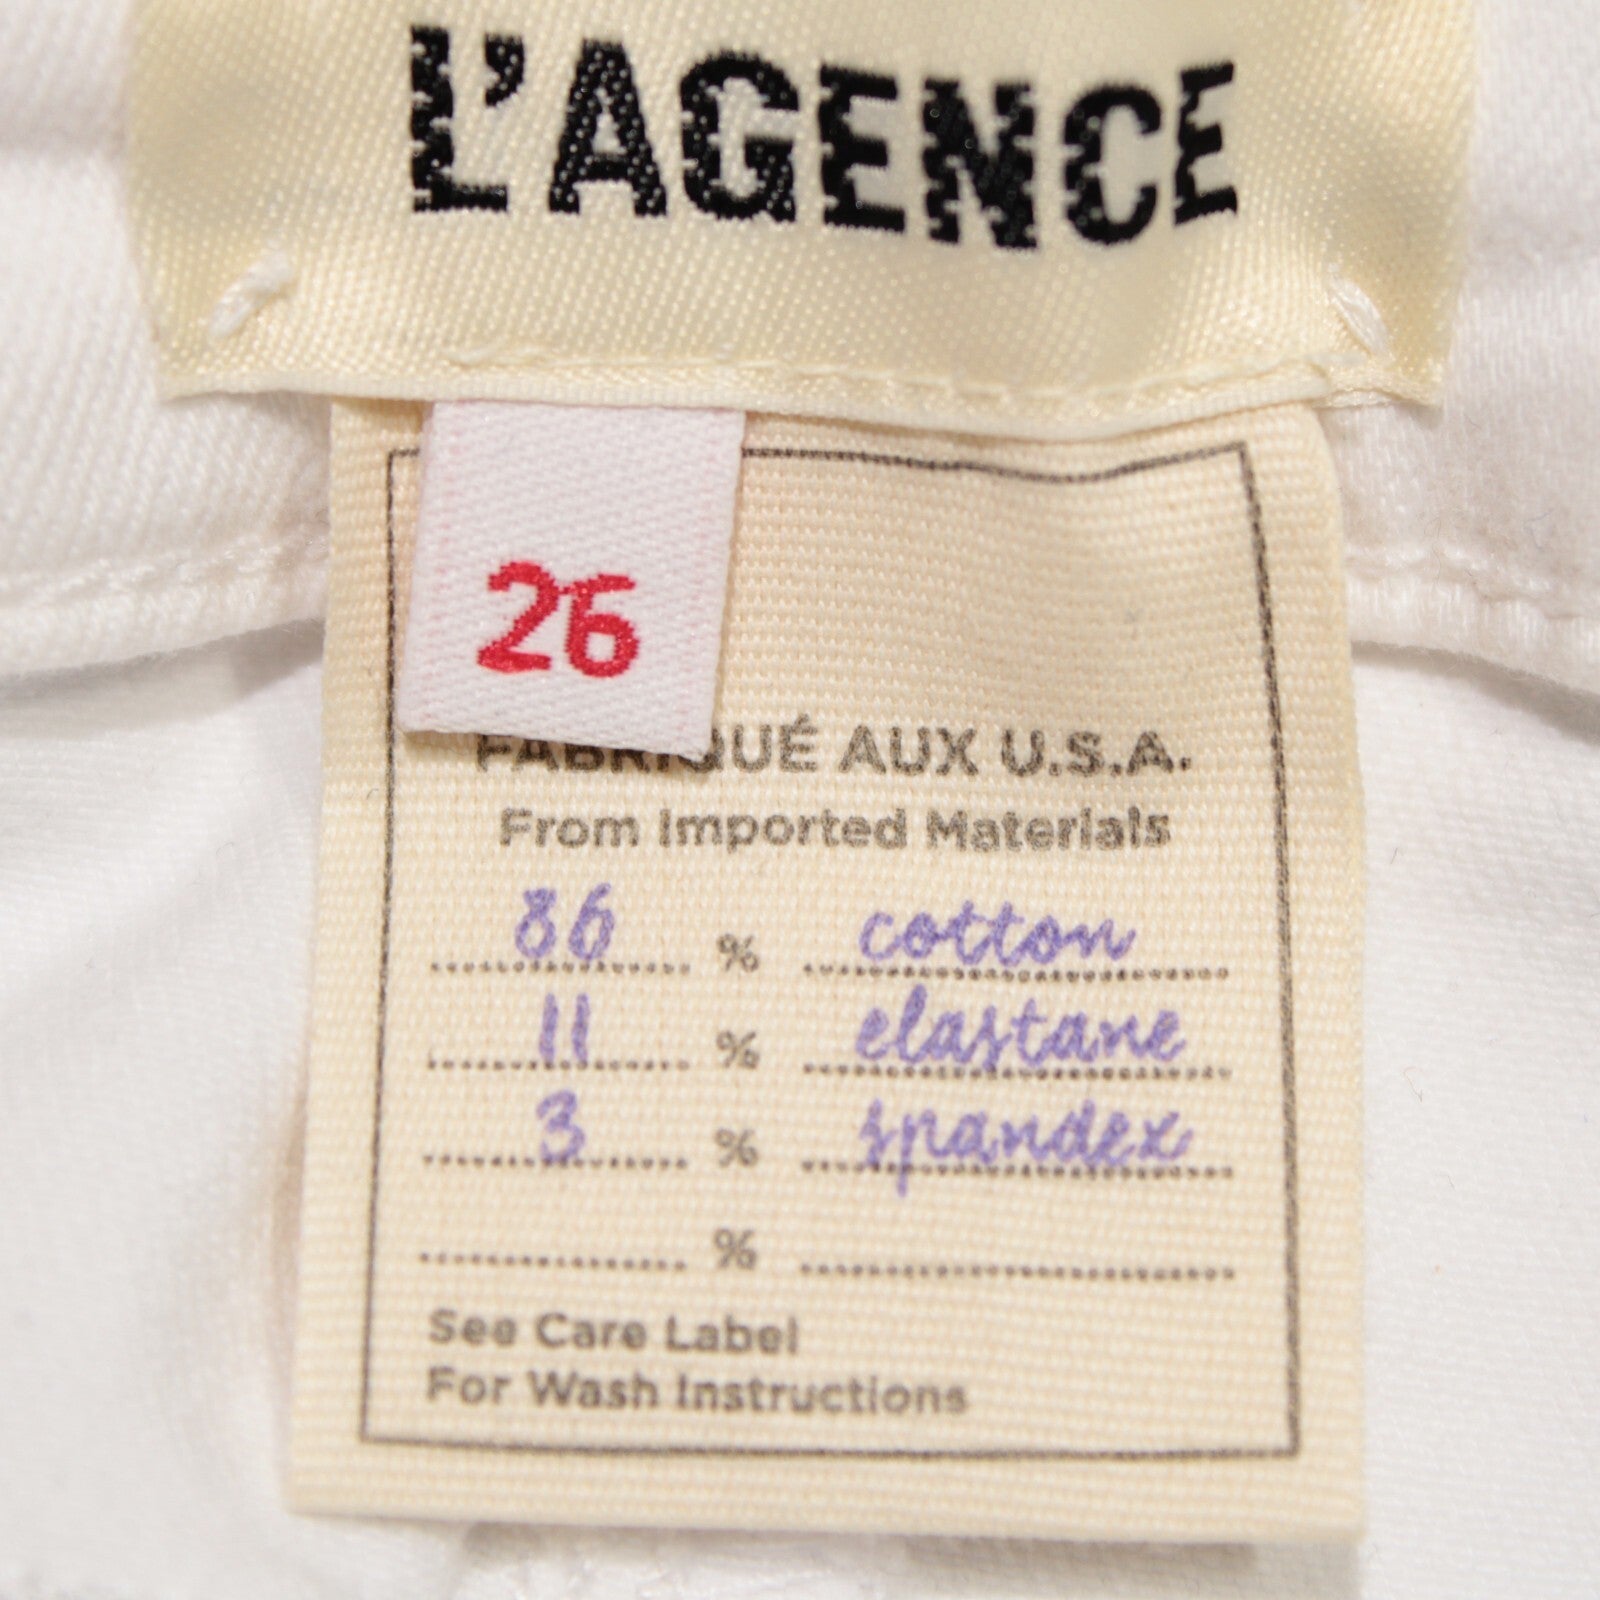 L'AGENCE
26
FABRIQUÉ AUX U.S.A.
From Imported Materials
86 % cotton
11 % elastane
3 % spandex
%
See Care Label
For Wash Instructions